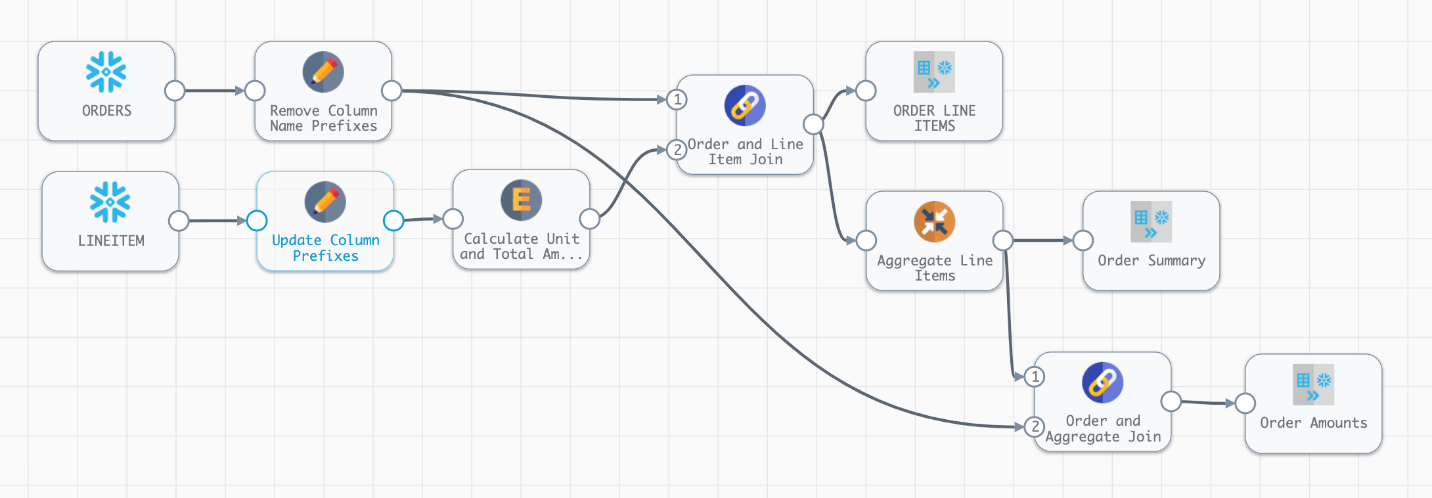 ORDERS
Remove Column
Name Prefixes
1
2
Order and Line
Item Join
ORDER LINE
ITEMS
LINEITEM
Update Column
Prefixes
E
Calculate Unit
and Total Am...
Aggregate Line
Items
Order Summary
1
2
Order and
Aggregate Join
Order Amounts